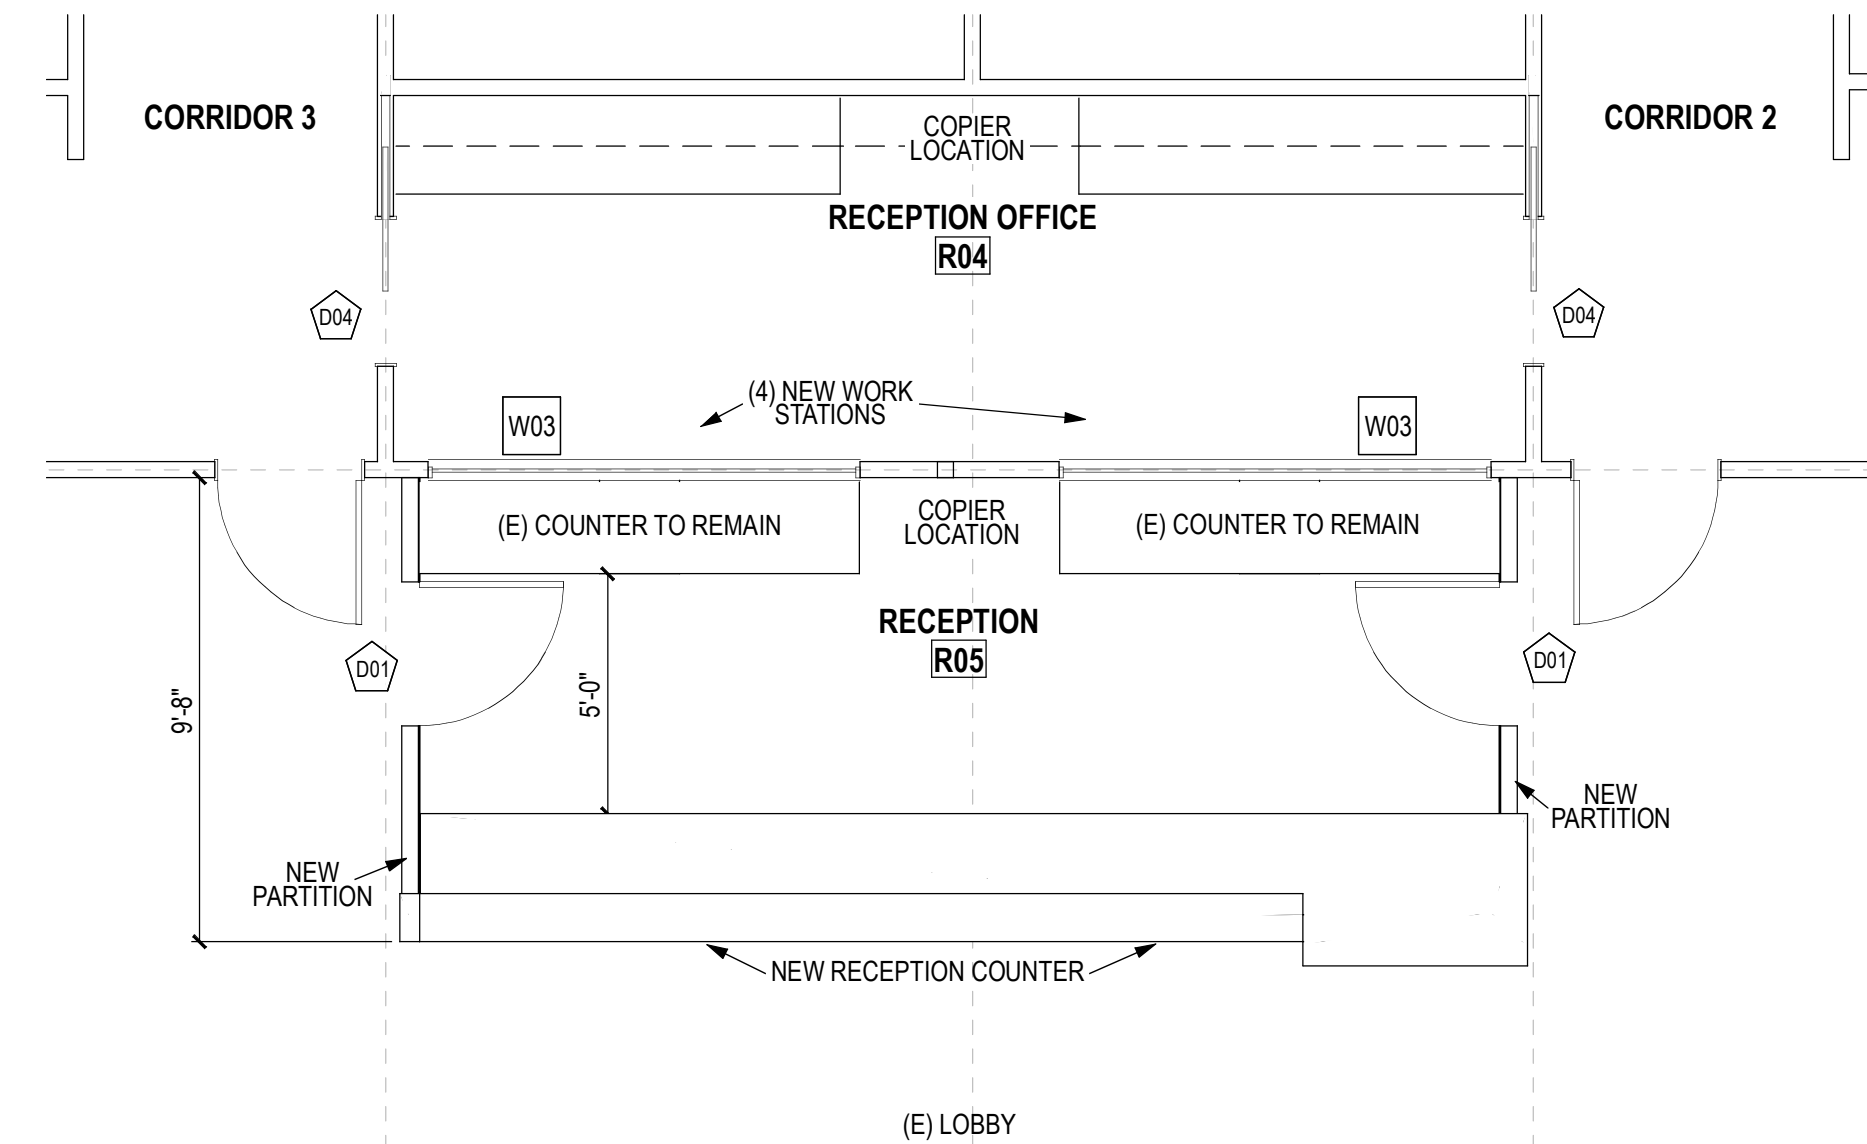 CORRIDOR 3
CORRIDOR 2
COPIER
LOCATION
RECEPTION OFFICE
R04
D04
D04
(4) NEW WORK
STATIONS
W03
W03
(E) COUNTER TO REMAIN
COPIER
LOCATION
(E) COUNTER TO REMAIN
RECEPTION
R05
D01
D01
9'-8"
5'-0"
NEW
PARTITION
NEW
PARTITION
NEW RECEPTION COUNTER
(E) LOBBY